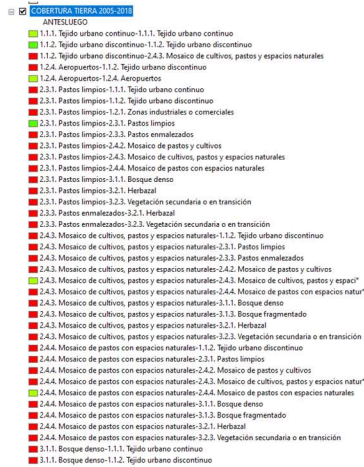 COBERTURA TIERRA 2005-2018
ANTESLUEGO
1.1.1. Tejido urbano continuo-1.1.1. Tejido urbano continuo
1.1.2. Tejido urbano discontinuo-1.1.2. Tejido urbano discontinuo
1.1.2. Tejido urbano discontinuo-2.4.3. Mosaico de cultivos, pastos y espacios naturales
1.2.4. Aeropuertos-1.1.2. Tejido urbano discontinuo
1.2.4. Aeropuertos-1.2.4. Aeropuertos
2.3.1. Pastos limpios-1.1.1. Tejido urbano continuo
2.3.1. Pastos limpios-1.1.2. Tejido urbano discontinuo
2.3.1. Pastos limpios-1.2.1. Zonas industriales o comerciales
2.3.1. Pastos limpios-2.3.1. Pastos limpios
2.3.1. Pastos limpios-2.3.3. Pastos enmalezados
2.3.1. Pastos limpios-2.4.2. Mosaico de pastos y cultivos
2.3.1. Pastos limpios-2.4.3. Mosaico de cultivos, pastos y espacios naturales
2.3.1. Pastos limpios-2.4.4. Mosaico de pastos con espacios naturales
2.3.1. Pastos limpios-3.1.1. Bosque denso
2.3.1. Pastos limpios-3.2.1. Herbazal
2.3.1. Pastos limpios-3.2.3. Vegetación secundaria o en transición
2.3.3. Pastos enmalezados-3.2.1. Herbazal
2.3.3. Pastos enmalezados-3.2.3. Vegetación secundaria o en transición
2.4.3. Mosaico de cultivos, pastos y espacios naturales-1.1.2. Tejido urbano discontinuo
2.4.3. Mosaico de cultivos, pastos y espacios naturales-2.3.1. Pastos limpios
2.4.3. Mosaico de cultivos, pastos y espacios naturales-2.3.3. Pastos enmalezados
2.4.3. Mosaico de cultivos, pastos y espacios naturales-2.4.2. Mosaico de pastos y cultivos
2.4.3. Mosaico de cultivos, pastos y espacios naturales-2.4.3. Mosaico de cultivos, pastos y espaci*
2.4.3. Mosaico de cultivos, pastos y espacios naturales-2.4.4. Mosaico de pastos con espacios natur*
2.4.3. Mosaico de cultivos, pastos y espacios naturales-3.1.1. Bosque denso
2.4.3. Mosaico de cultivos, pastos y espacios naturales-3.1.3. Bosque fragmentado
2.4.3. Mosaico de cultivos, pastos y espacios naturales-3.2.1. Herbazal
2.4.3. Mosaico de cultivos, pastos y espacios naturales-3.2.3. Vegetación secundaria o en transición
2.4.4. Mosaico de pastos con espacios naturales-1.1.2. Tejido urbano discontinuo
2.4.4. Mosaico de pastos con espacios naturales-2.3.1. Pastos limpios
2.4.4. Mosaico de pastos con espacios naturales-2.4.2. Mosaico de pastos y cultivos
2.4.4. Mosaico de pastos con espacios naturales-2.4.3. Mosaico de cultivos, pastos y espacios natur*
2.4.4. Mosaico de pastos con espacios naturales-2.4.4. Mosaico de pastos con espacios naturales
2.4.4. Mosaico de pastos con espacios naturales-3.1.1. Bosque denso
2.4.4. Mosaico de pastos con espacios naturales-3.1.3. Bosque fragmentado
2.4.4. Mosaico de pastos con espacios naturales-3.2.1. Herbazal
2.4.4. Mosaico de pastos con espacios naturales-3.2.3. Vegetación secundaria o en transición
3.1.1. Bosque denso-1.1.1. Tejido urbano continuo
3.1.1. Bosque denso-1.1.2. Tejido urbano discontinuo